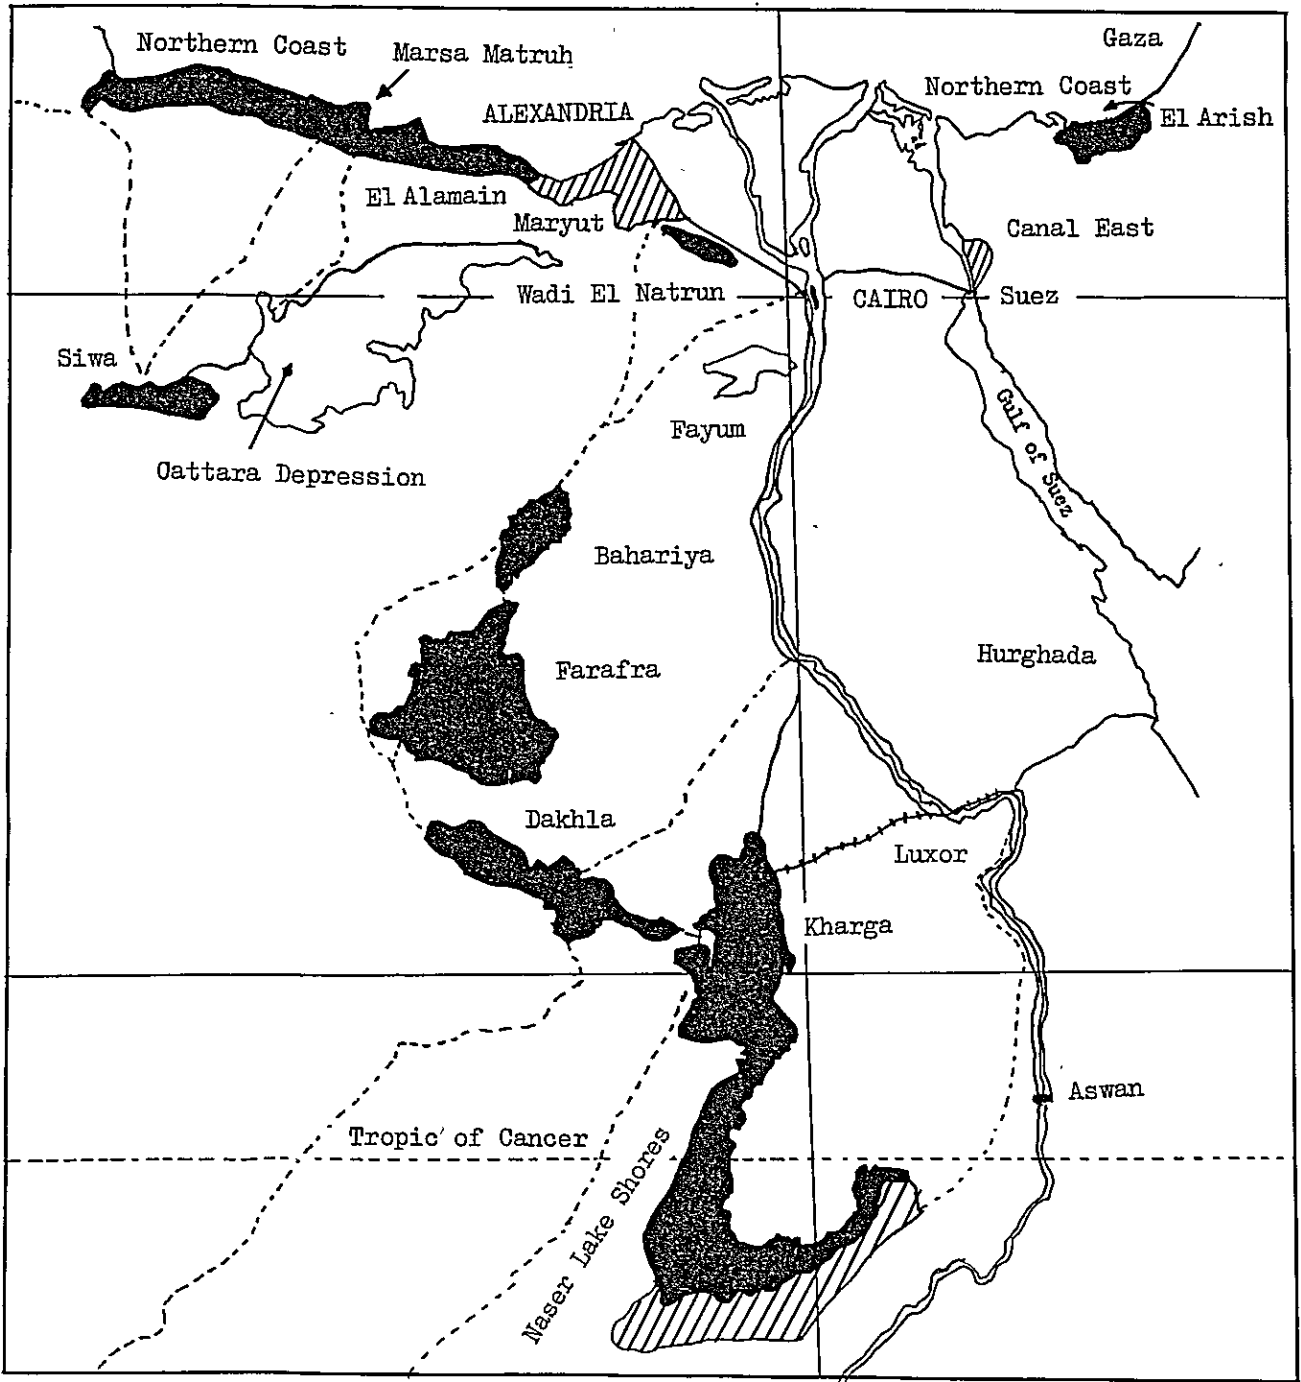 Gaza
Northern Coast
Marsa Matruh
Northern Coast
ALEXANDRIA
El Arish
El Alamain
Maryut
Canal East
Wadi El Natrun
CAIRO
Suez
Siwa
Gulf of Suez
Fayum
Cattara Depression
Bahariya
Hurghada
Farafra
Dakhla
Luxor
Kharga
Aswan
Tropic of Cancer
Naser Lake Shores